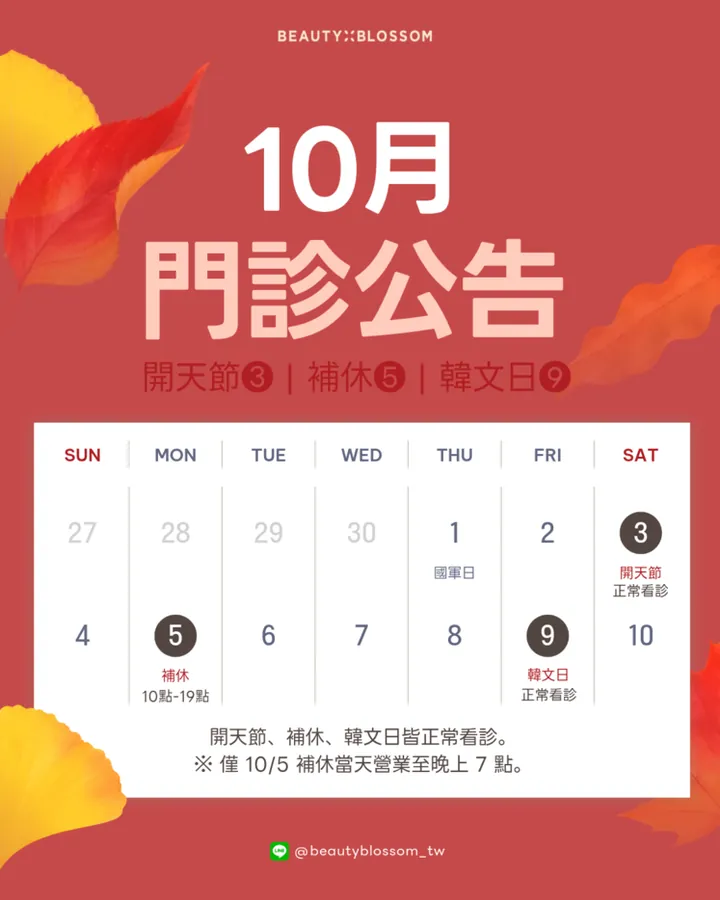 BEAUTY BLOSSOM
10月
門診公告
開天節3 | 補休5 | 韓文日9
SUN MON TUE WED THU FRI SAT
27 28 29 30 1 2 3
國軍日 開天節
正常看診
4 5 6 7 8 9 10
補休 韓文日
10點-19點 正常看診
開天節、補休、韓文日皆正常看診。
※ 僅 10/5 補休當天營業至晚上 7 點。
LINE @beautyblossom_tw